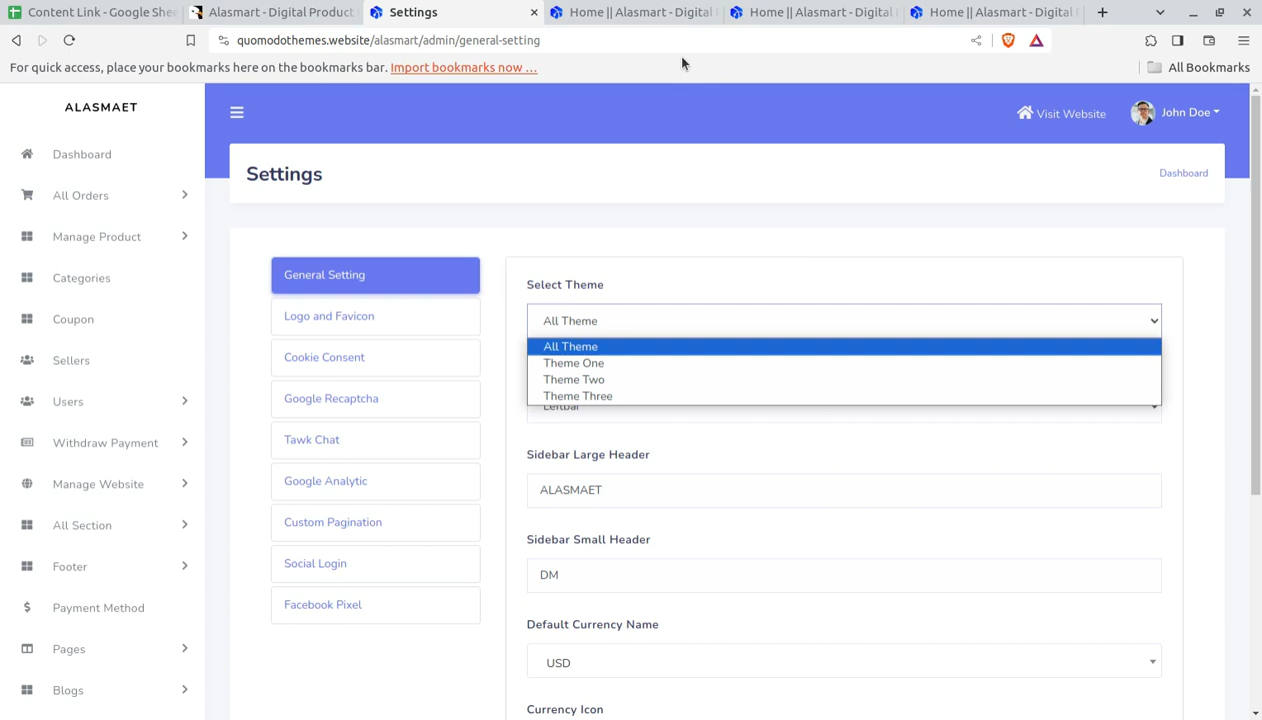 Content Link - Google Shee
Alasmart - Digital Product
Settings
Home || Alasmart - Digital
Home || Alasmart - Digital
Home || Alasmart - Digital
quomodothemes.website/alasmart/admin/general-setting
For quick access, place your bookmarks here on the bookmarks bar. Import bookmarks now ...
All Bookmarks
ALASMAET
Dashboard
All Orders
Manage Product
Categories
Coupon
Sellers
Users
Withdraw Payment
Manage Website
All Section
Footer
Payment Method
Pages
Blogs
Visit Website
John Doe
Settings
Dashboard
General Setting
Logo and Favicon
Cookie Consent
Google Recaptcha
Tawk Chat
Google Analytic
Custom Pagination
Social Login
Facebook Pixel
Select Theme
All Theme
All Theme
Theme One
Theme Two
Theme Three
Leftbar
Sidebar Large Header
ALASMAET
Sidebar Small Header
DM
Default Currency Name
USD
Currency Icon